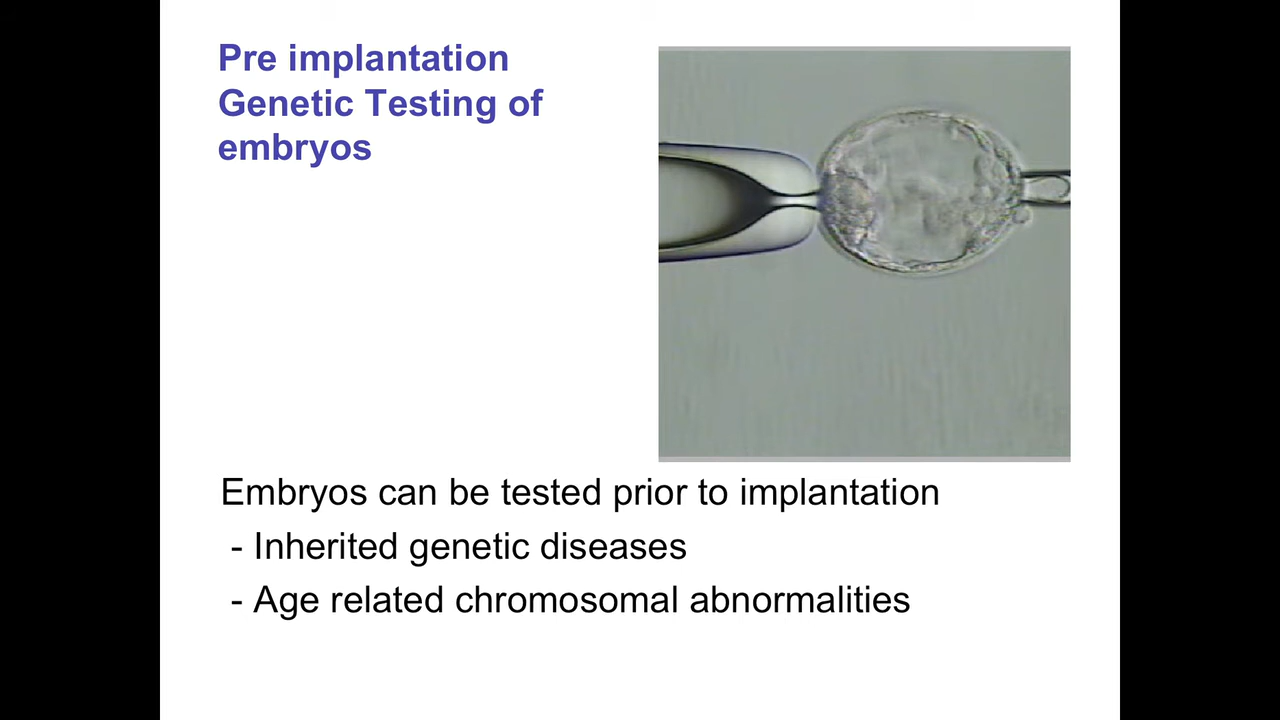 Pre implantation
Genetic Testing of
embryos
Embryos can be tested prior to implantation
- Inherited genetic diseases
- Age related chromosomal abnormalities